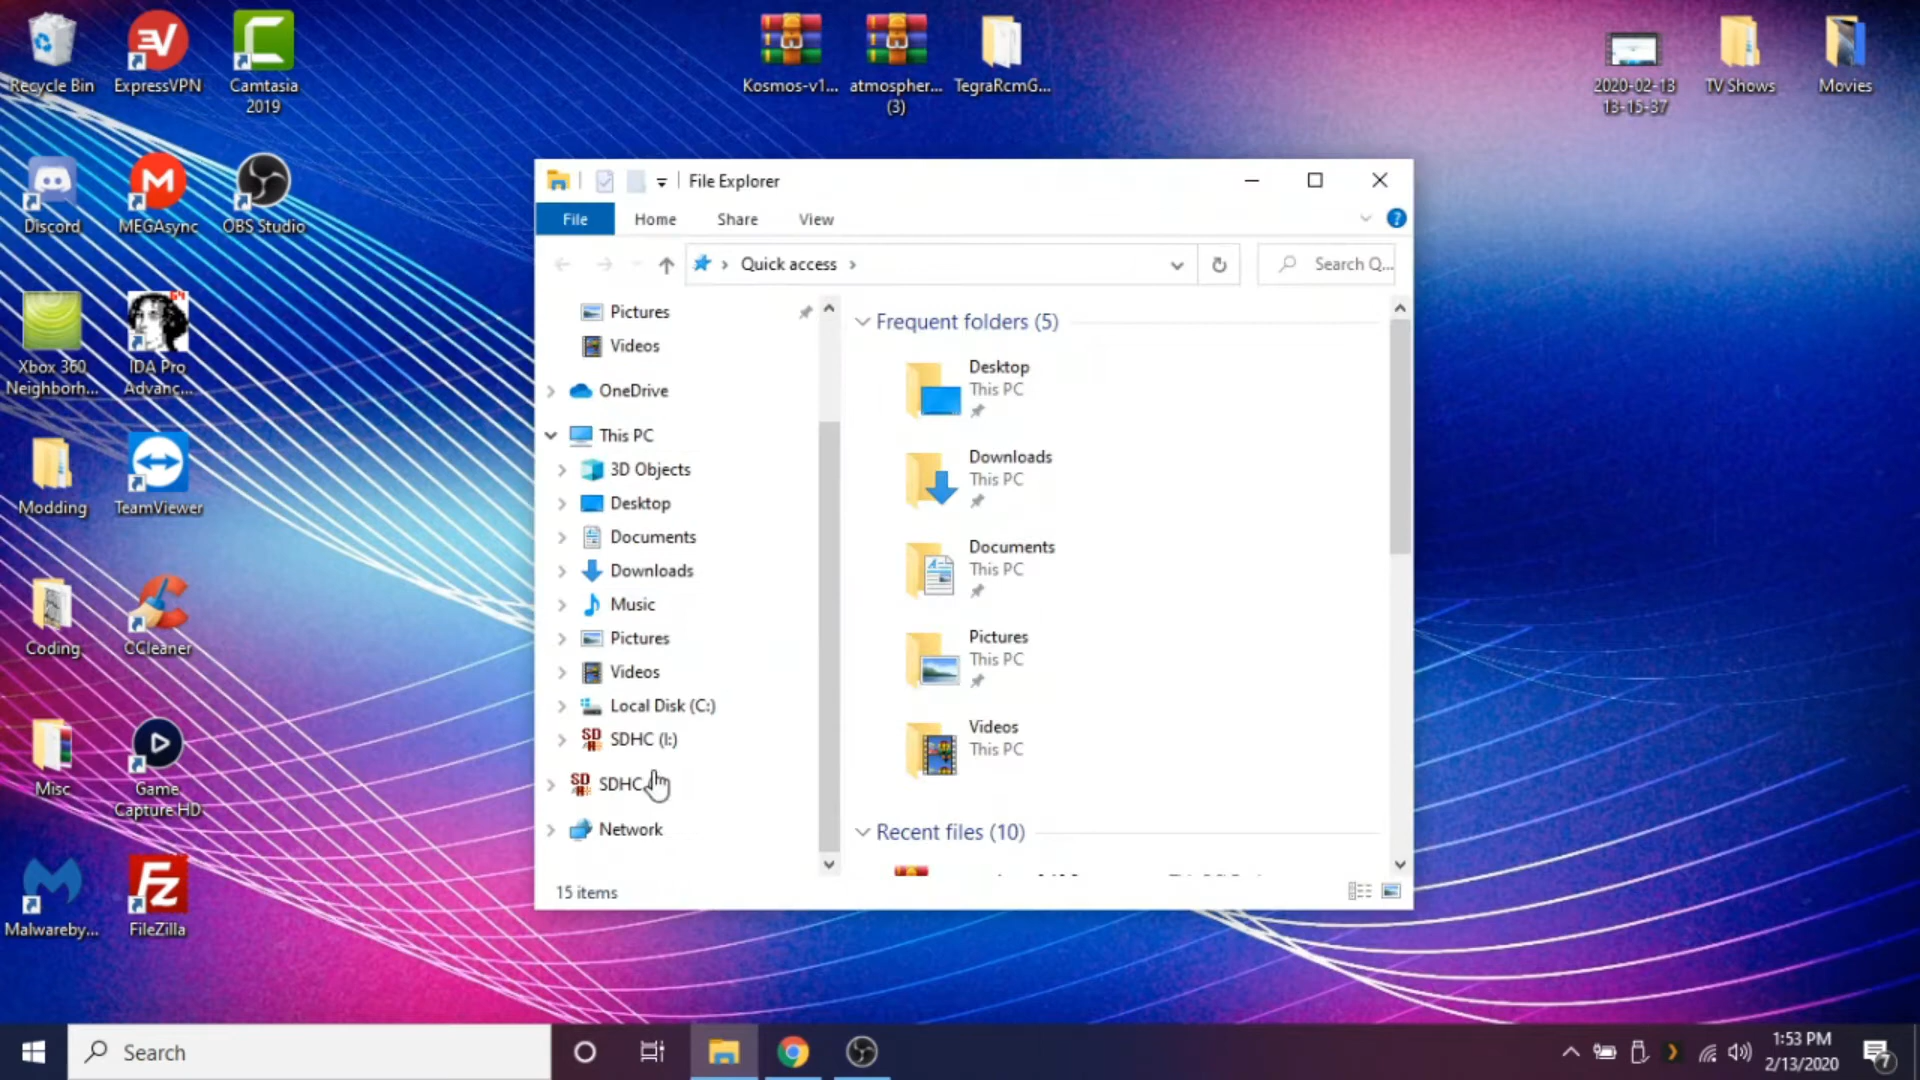 Recycle Bin
ExpressVPN
Camtasia
2019
Kosmos-v1...
atmospher...
(3)
TegraRcmG...
2020-02-13
13-15-37
TV Shows
Movies
Discord
MEGAsync
OBS Studio
Xbox 360
Neighborh...
IDA Pro
Advanc...
Modding
TeamViewer
Coding
CCleaner
Misc
Game
Capture HD
Malwareby...
FileZilla
File Explorer
File
Home
Share
View
Quick access
Search Q...
Pictures
Videos
OneDrive
This PC
3D Objects
Desktop
Documents
Downloads
Music
Pictures
Videos
Local Disk (C:)
SDHC (I:)
SDHC
Network
Frequent folders (5)
Desktop
This PC
Downloads
This PC
Documents
This PC
Pictures
This PC
Videos
This PC
Recent files (10)
15 items
Search
1:53 PM
2/13/2020
7